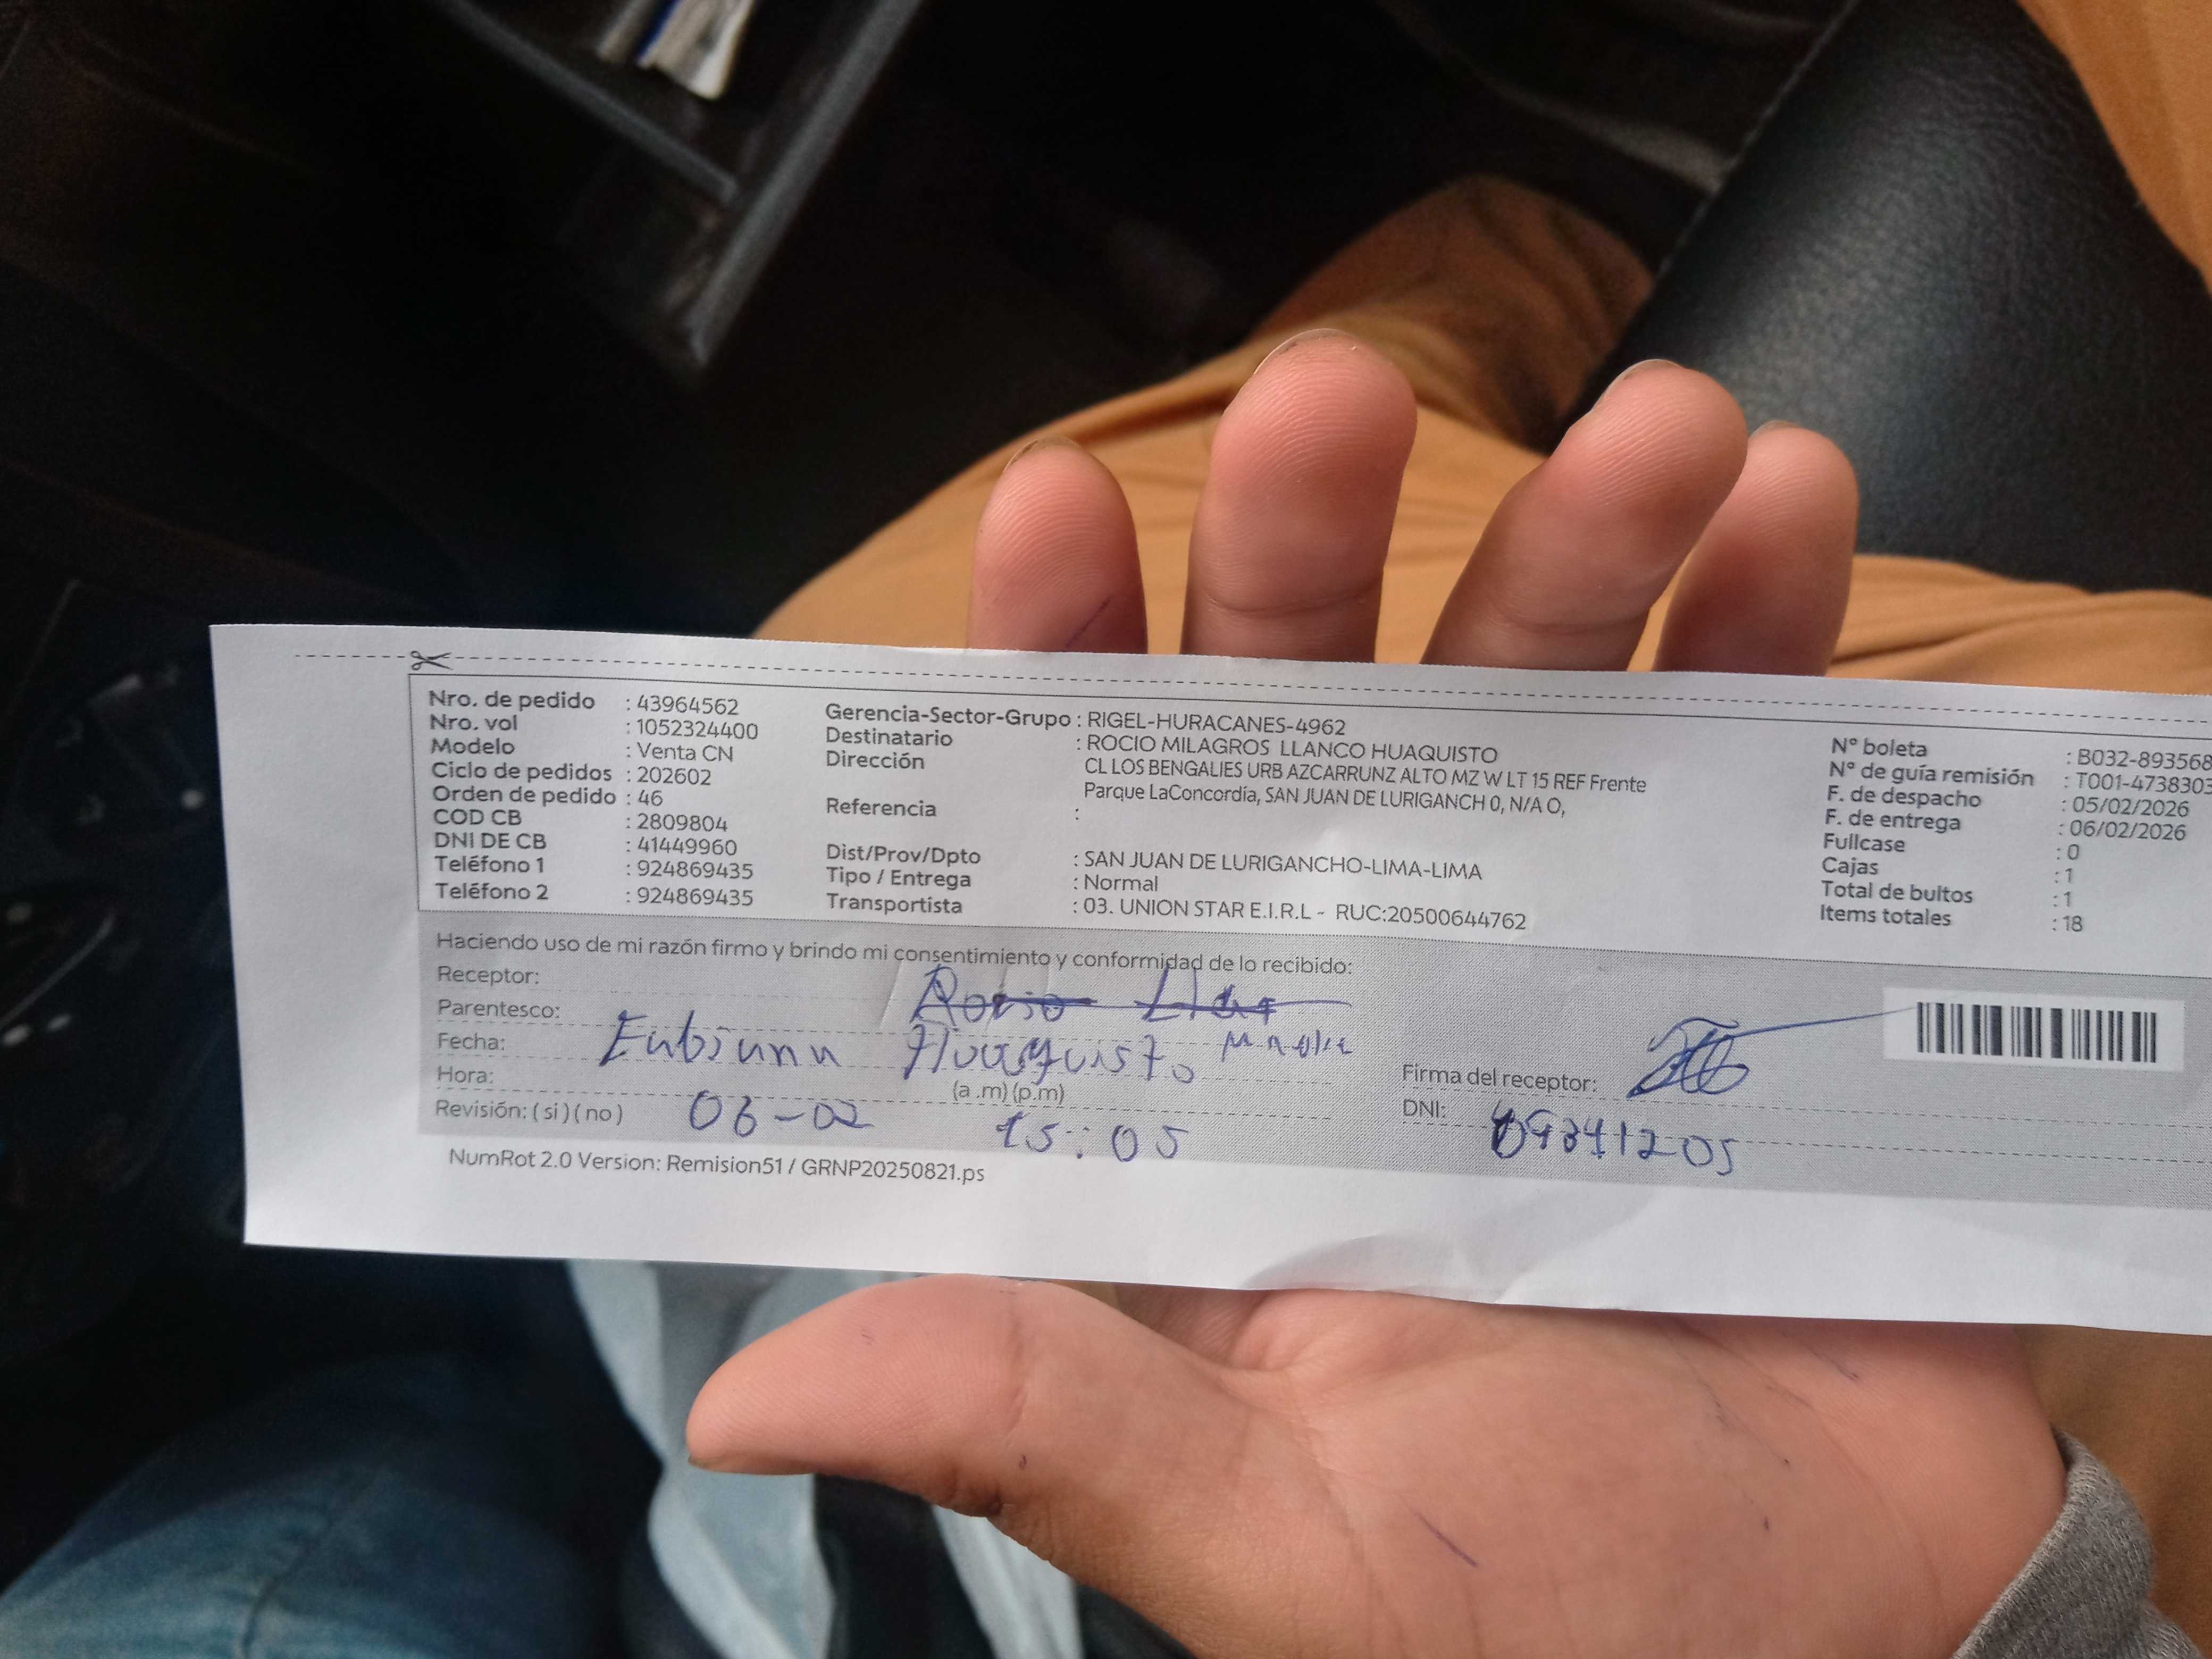 Nro. de pedido : 43964562
Nro. vol : 1052324400
Modelo : Venta CN
Ciclo de pedidos : 202602
Orden de pedido : 46
COD CB : 2809804
DNI DE CB : 41449960
Teléfono 1 : 924869435
Teléfono 2 : 924869435
Gerencia-Sector-Grupo : RIGEL-HURACANES-4962
Destinatario : ROCIO MILAGROS LLANCO HUAQUISTO
Dirección CL LOS BENGALIES URB AZCARRUNZ ALTO MZ W LT 15 REF Frente
Parque LaConcordia, SAN JUAN DE LURIGANCH 0, N/A O,
Referencia :
Dist/Prov/Dpto : SAN JUAN DE LURIGANCHO-LIMA-LIMA
Tipo / Entrega : Normal
Transportista : 03. UNION STAR E.I.R.L - RUC:20500644762
N° boleta : B032-893568
N° de guía remisión : T001-4738303
F. de despacho : 05/02/2026
F. de entrega : 06/02/2026
Fullcase : 0
Cajas : 1
Total de bultos : 1
Items totales : 18
Haciendo uso de mi razón firmo y brindo mi consentimiento y conformidad de lo recibido:
Receptor: Rocio
Parentesco:
Fecha: Fabiana Huaquisto
Hora: (a .m) (p.m)
Revisión: ( si ) ( no ) 06-02 15:05
Firma del receptor:
DNI: 09341205
NumRot 2.0 Version: Remision51 / GRNP20250821.ps